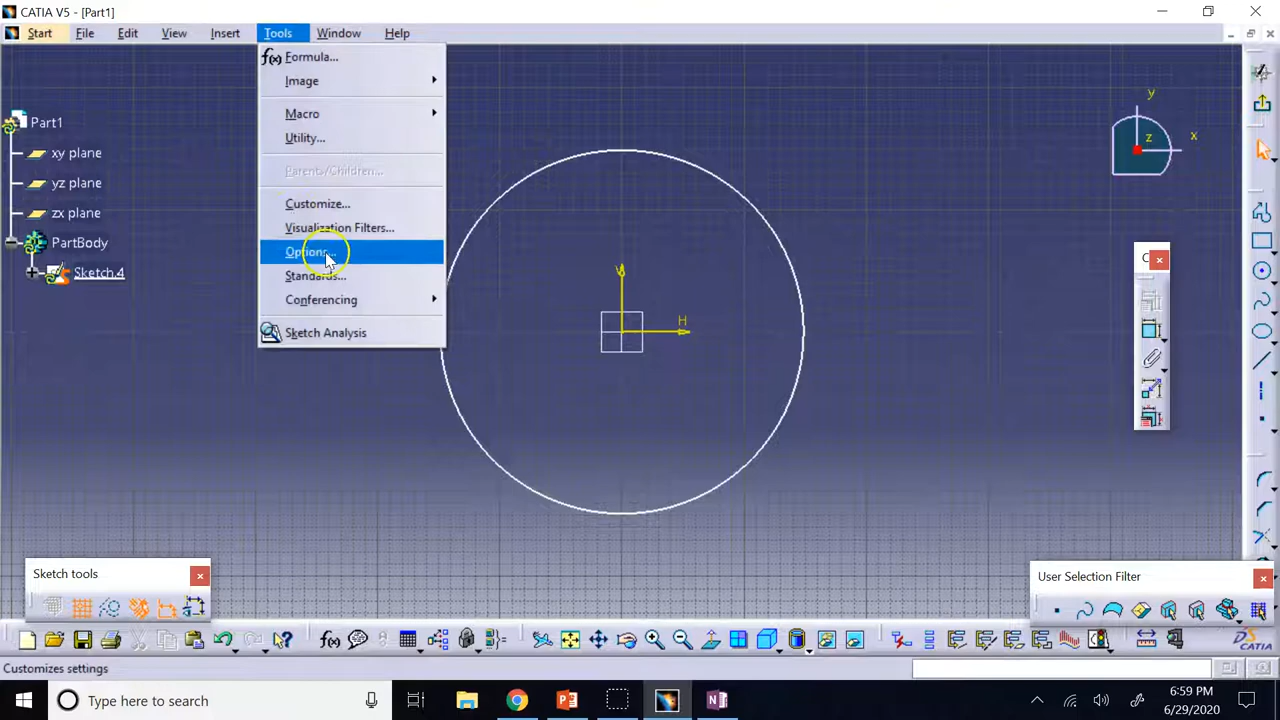 CATIA V5 - [Part1]
Start File Edit View Insert Tools Window Help
f(x) Formula...
Image
Macro
Utility...
Parents/Children...
Customize...
Visualization Filters...
Options...
Standards...
Conferencing
Sketch Analysis
Part1
xy plane
yz plane
zx plane
PartBody
Sketch.4
y
x
z
V
H
C
Sketch tools
User Selection Filter
f(x)
CATIA
Customizes settings
Type here to search
6:59 PM
6/29/2020